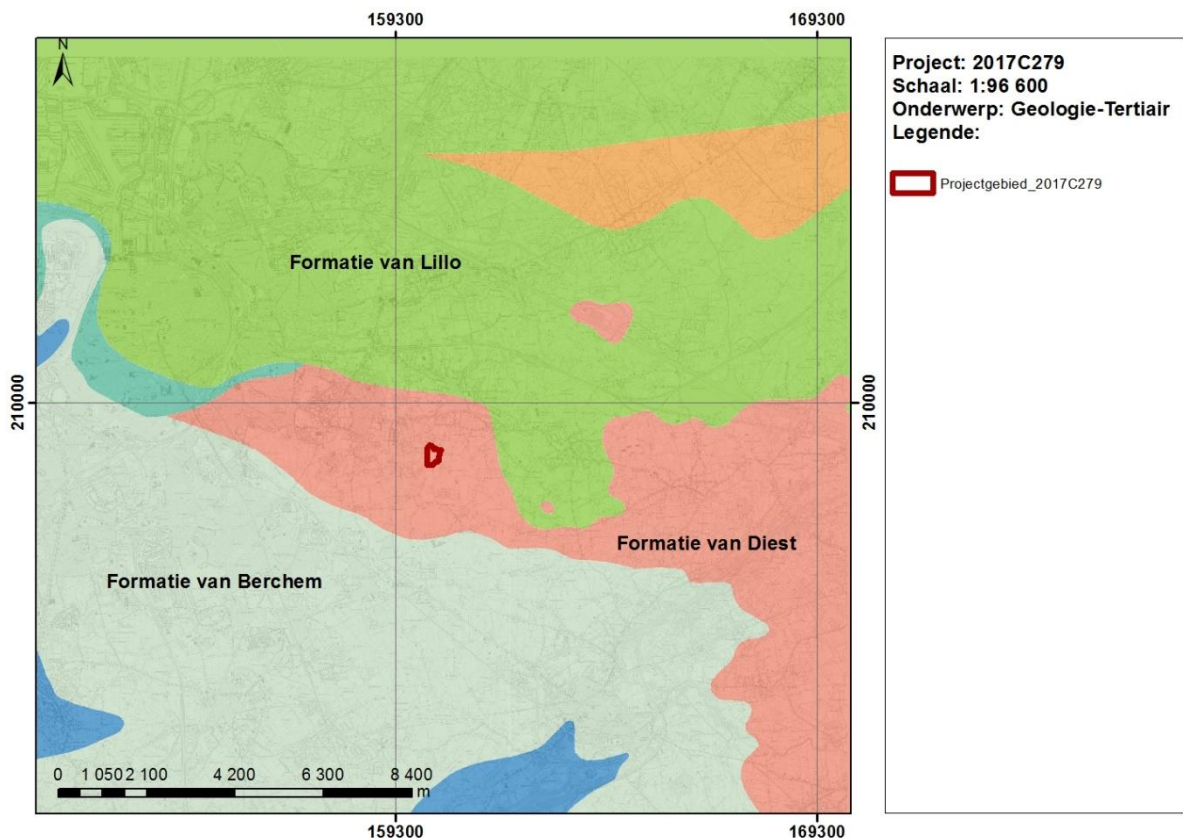 159300
169300
N
Project: 2017C279
Schaal: 1:96 600
Onderwerp: Geologie-Tertiair
Legende:
Projectgebied_2017C279
Formatie van Lillo
210000
210000
Formatie van Diest
Formatie van Berchem
0 1 050 2 100 4 200 6 300 8 400
m
159300
169300